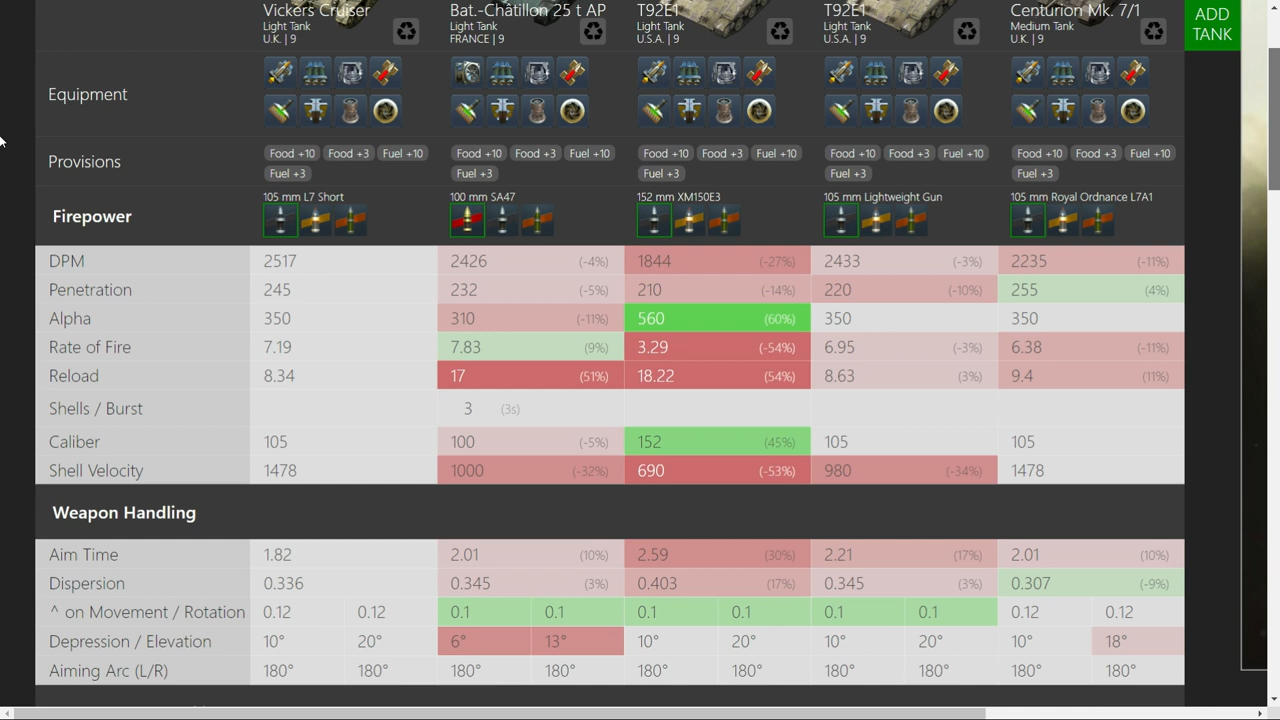 Vickers Cruiser Bat.-Châtillon 25 t AP T92E1 T92E1 Centurion Mk. 7/1
Light Tank Light Tank Light Tank Light Tank Medium Tank
U.K. | 9 FRANCE | 9 U.S.A. | 9 U.S.A. | 9 U.K. | 9
ADD
TANK
Equipment
Provisions Food +10 Food +3 Fuel +10 Food +10 Food +3 Fuel +10 Food +10 Food +3 Fuel +10 Food +10 Food +3 Fuel +10 Food +10 Food +3 Fuel +10
Fuel +3 Fuel +3 Fuel +3 Fuel +3 Fuel +3
Firepower 105 mm L7 Short 100 mm SA47 152 mm XM150E3 105 mm Lightweight Gun 105 mm Royal Ordnance L7A1
DPM 2517 2426 (-4%) 1844 (-27%) 2433 (-3%) 2235 (-11%)
Penetration 245 232 (-5%) 210 (-14%) 220 (-10%) 255 (4%)
Alpha 350 310 (-11%) 560 (60%) 350 350
Rate of Fire 7.19 7.83 (9%) 3.29 (-54%) 6.95 (-3%) 6.38 (-11%)
Reload 8.34 17 (51%) 18.22 (54%) 8.63 (3%) 9.4 (11%)
Shells / Burst 3 (3s)
Caliber 105 100 (-5%) 152 (45%) 105 105
Shell Velocity 1478 1000 (-32%) 690 (-53%) 980 (-34%) 1478
Weapon Handling
Aim Time 1.82 2.01 (10%) 2.59 (30%) 2.21 (17%) 2.01 (10%)
Dispersion 0.336 0.345 (3%) 0.403 (17%) 0.345 (3%) 0.307 (-9%)
^ on Movement / Rotation 0.12 0.12 0.1 0.1 0.1 0.1 0.1 0.1 0.12 0.12
Depression / Elevation 10° 20° 6° 13° 10° 20° 10° 20° 10° 18°
Aiming Arc (L/R) 180° 180° 180° 180° 180° 180° 180° 180° 180° 180°